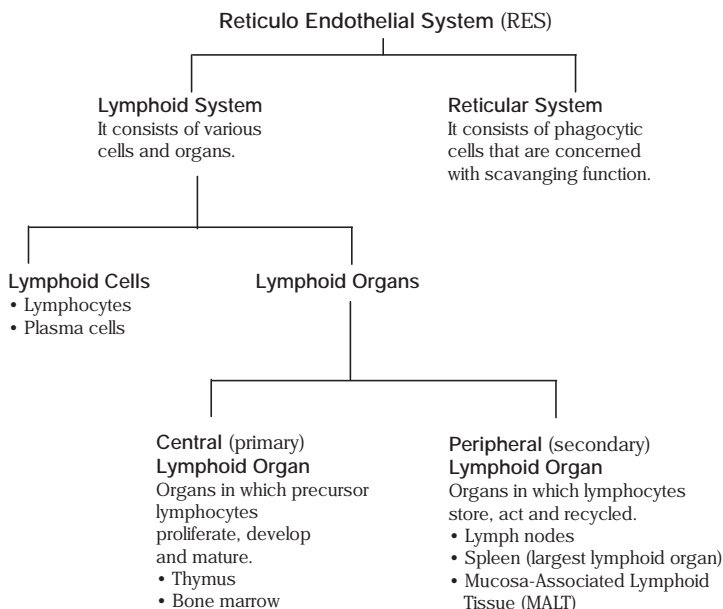 Reticulo Endothelial System (RES)
Lymphoid System
It consists of various
cells and organs.
Reticular System
It consists of phagocytic
cells that are concerned
with scavanging function.
Lymphoid Cells
• Lymphocytes
• Plasma cells
Lymphoid Organs
Central (primary)
Lymphoid Organ
Organs in which precursor
lymphocytes
proliferate, develop
and mature.
• Thymus
• Bone marrow
Peripheral (secondary)
Lymphoid Organ
Organs in which lymphocytes
store, act and recycled.
• Lymph nodes
• Spleen (largest lymphoid organ)
• Mucosa-Associated Lymphoid
Tissue (MALT)